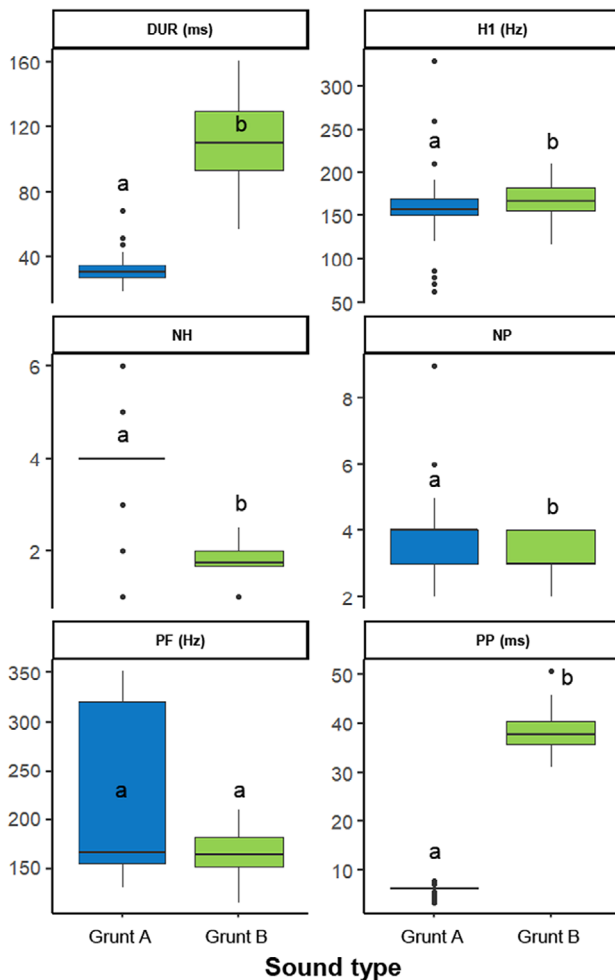 DUR (ms) H1 (Hz)
160
120
80
40
a
b
300
250
200
150
100
50
a
b
NH NP
6
4
2
a
b
8
6
4
2
a
b
PF (Hz) PP (ms)
350
300
250
200
150
a
a
50
40
30
20
10
a
b
Grunt A Grunt B Grunt A Grunt B
Sound type